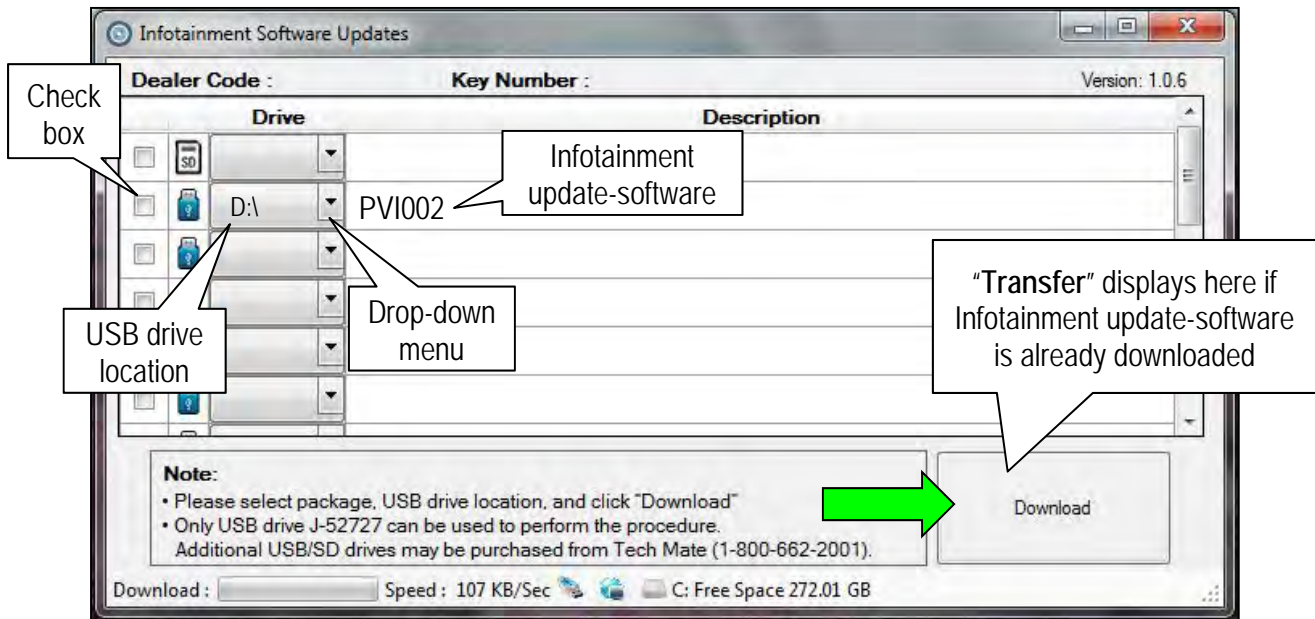 Infotainment Software Updates
Dealer Code :
Key Number :
Version: 1.0.6
Check
box
Drive
Description
SD
Infotainment
update-software
D:\
PVI002
"Transfer" displays here if
Infotainment update-software
is already downloaded
USB drive
location
Drop-down
menu
Note:
• Please select package, USB drive location, and click "Download"
• Only USB drive J-52727 can be used to perform the procedure.
Additional USB/SD drives may be purchased from Tech Mate (1-800-662-2001).
Download
Download :
Speed : 107 KB/Sec
C: Free Space 272.01 GB